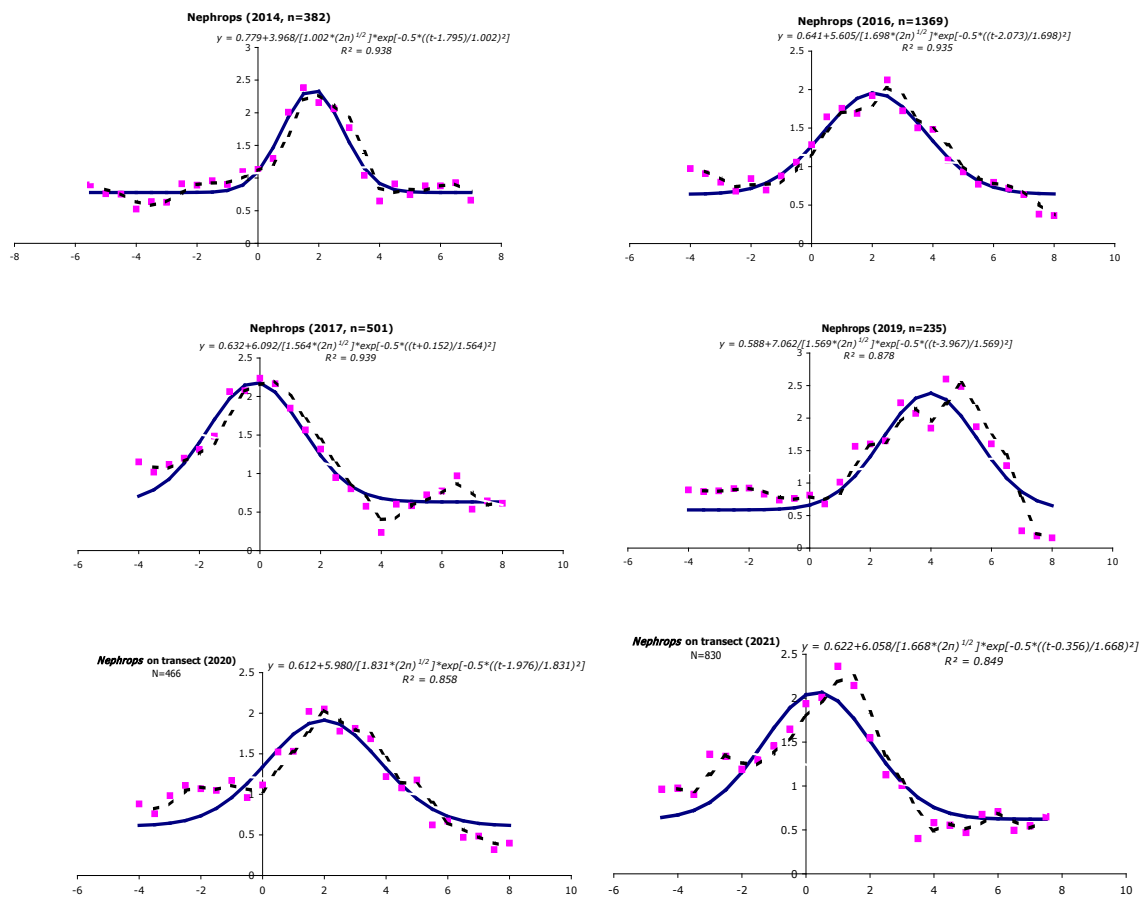 Nephrops (2014, n=382)
y = 0.779+3.968/[1.002*(2п)^1/2]*exp[-0.5*((t-1.795)/1.002)²]
R² = 0.938
3
2.5
2
1.5
1
0.5
0
-8 -6 -4 -2 0 2 4 6 8
Nephrops (2016, n=1369)
y = 0.641+5.605/[1.698*(2п)^1/2]*exp[-0.5*((t-2.073)/1.698)²]
R² = 0.935
2.5
2
1.5
1
0.5
0
-6 -4 -2 0 2 4 6 8 10
Nephrops (2017, n=501)
y = 0.632+6.092/[1.564*(2п)^1/2]*exp[-0.5*((t+0.152)/1.564)²]
R² = 0.939
2.5
2
1.5
1
0.5
0
-6 -4 -2 0 2 4 6 8 10
Nephrops (2019, n=235)
y = 0.588+7.062/[1.569*(2п)^1/2]*exp[-0.5*((t-3.967)/1.569)²]
R² = 0.878
3
2.5
2
1.5
1
0.5
0
-6 -4 -2 0 2 4 6 8 10
Nephrops on transect (2020)
N=466
y = 0.612+5.980/[1.831*(2п)^1/2]*exp[-0.5*((t-1.976)/1.831)²]
R² = 0.858
2.5
2
1.5
1
0.5
0
-6 -4 -2 0 2 4 6 8 10
Nephrops on transect (2021)
N=830
y = 0.622+6.058/[1.668*(2п)^1/2]*exp[-0.5*((t-0.356)/1.668)²]
R² = 0.849
2.5
2
1.5
1
0.5
0
-6 -4 -2 0 2 4 6 8 10